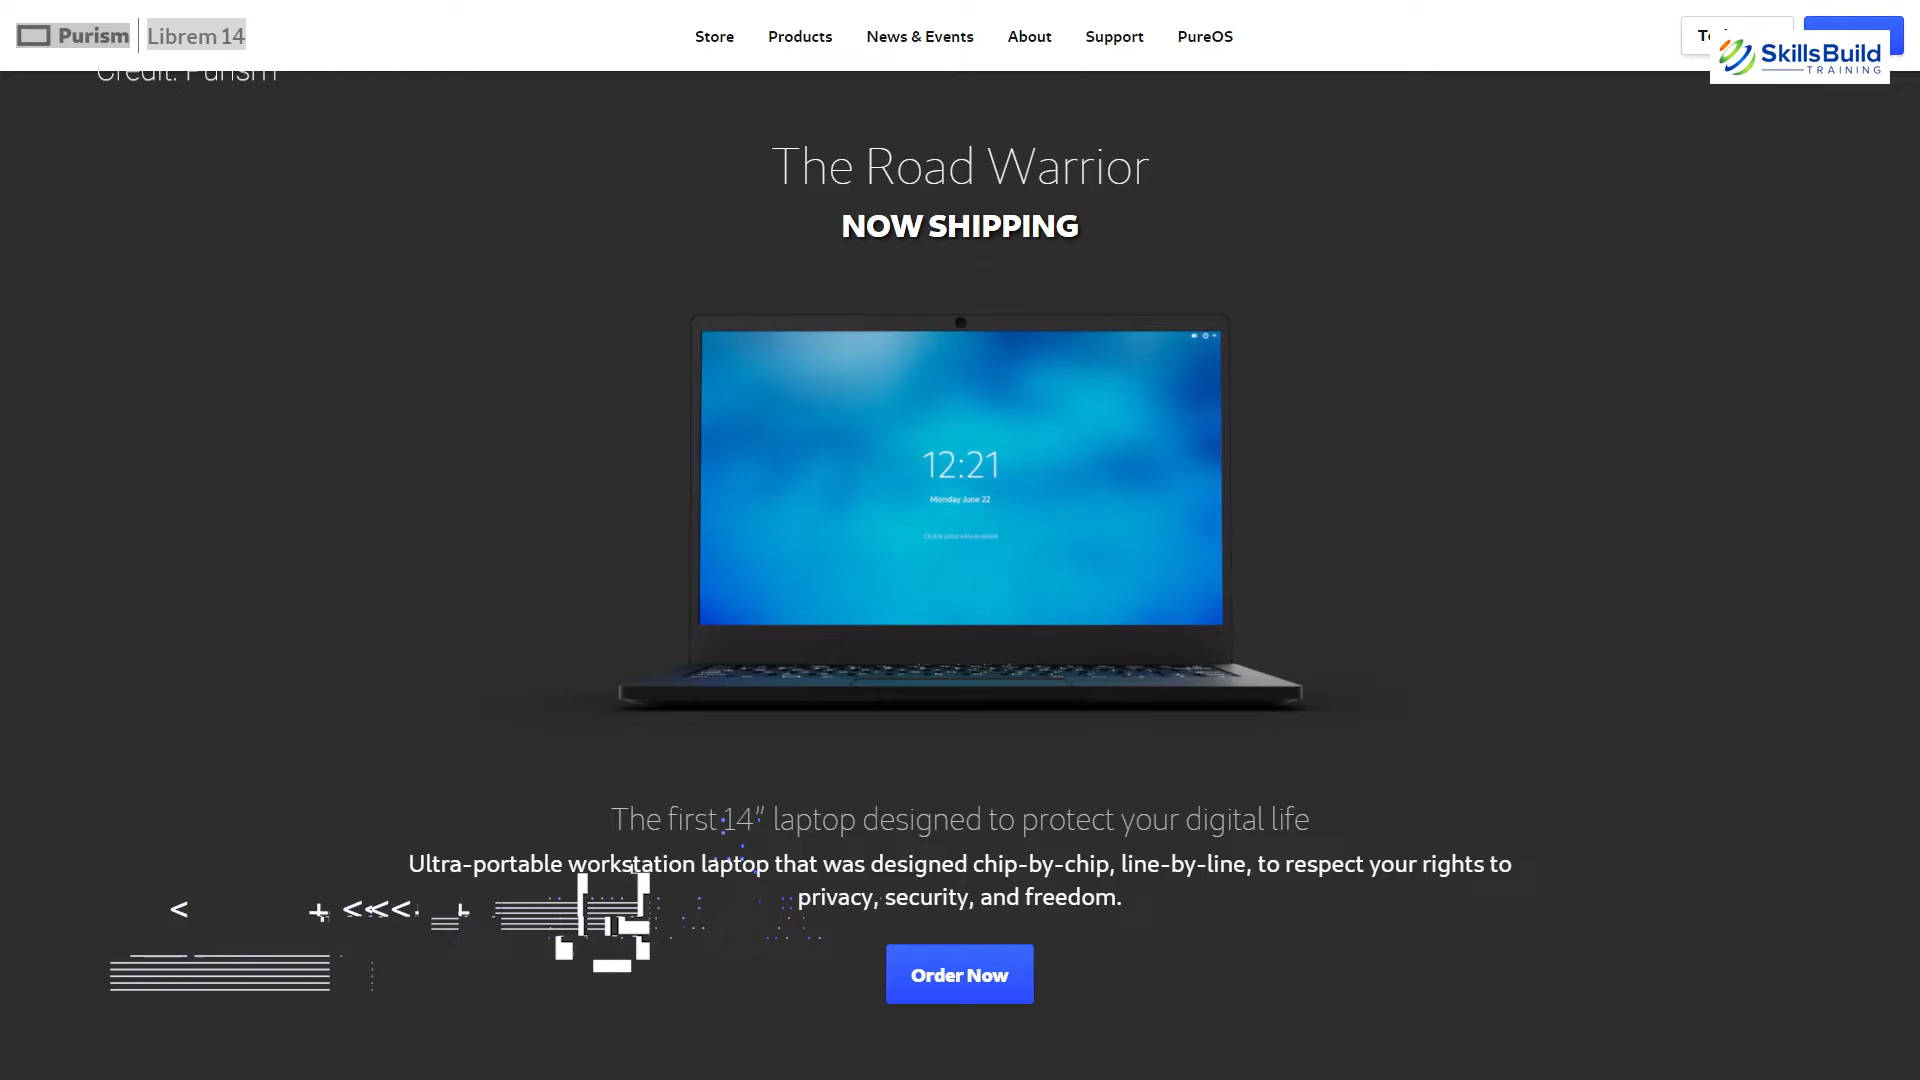 Purism
Librem 14
Store
Products
News & Events
About
Support
PureOS
SkillsBuild
TRAINING
Credit: Purism
The Road Warrior
NOW SHIPPING
12:21
Monday June 22
The first 14” laptop designed to protect your digital life
Ultra-portable workstation laptop that was designed chip-by-chip, line-by-line, to respect your rights to
privacy, security, and freedom.
< + <<< +
Order Now